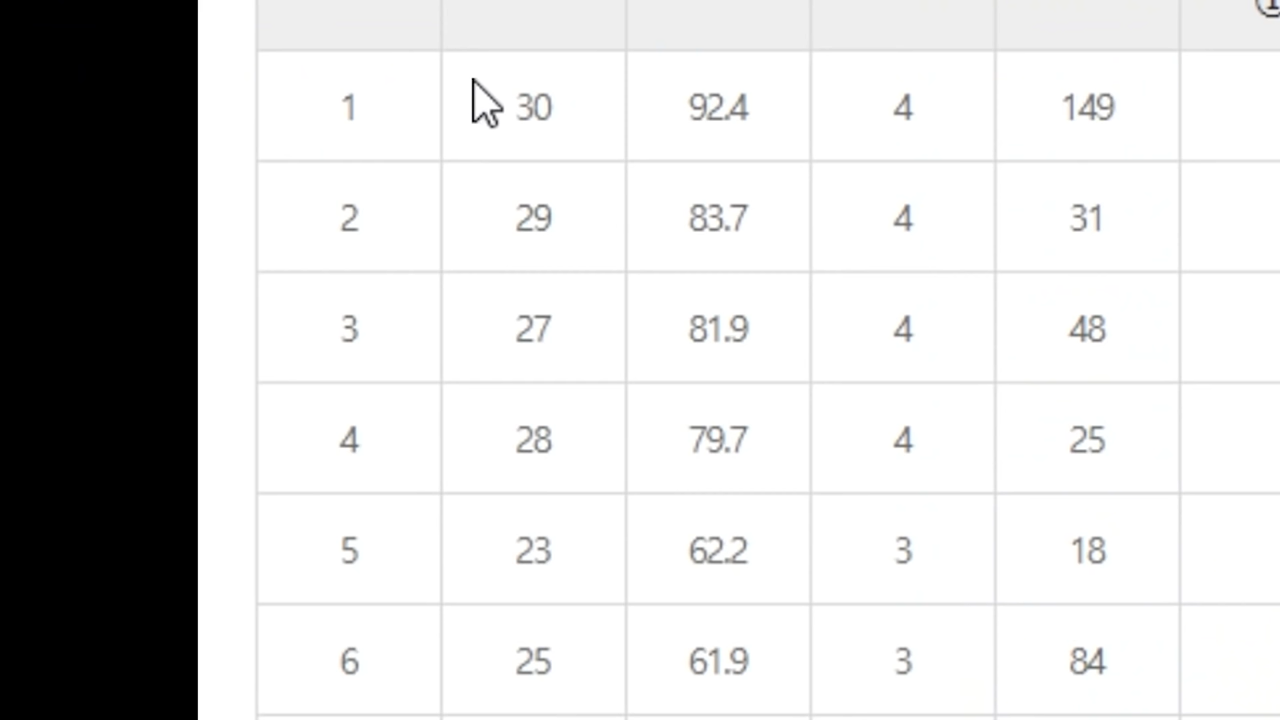 ①
1 30 92.4 4 149
2 29 83.7 4 31
3 27 81.9 4 48
4 28 79.7 4 25
5 23 62.2 3 18
6 25 61.9 3 84